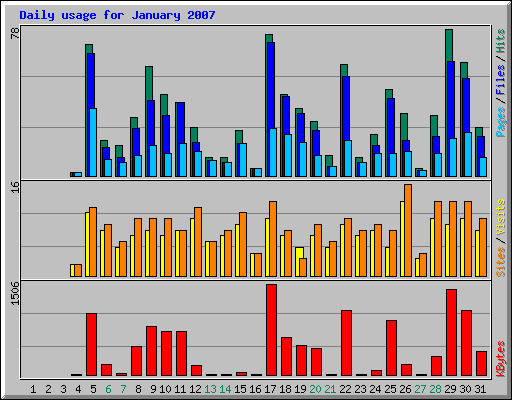 Daily usage for January 2007
78
Pages / Files / Hits
16
Sites / Visits
1506
KBytes
1 2 3 4 5 6 7 8 9 10 11 12 13 14 15 16 17 18 19 20 21 22 23 24 25 26 27 28 29 30 31